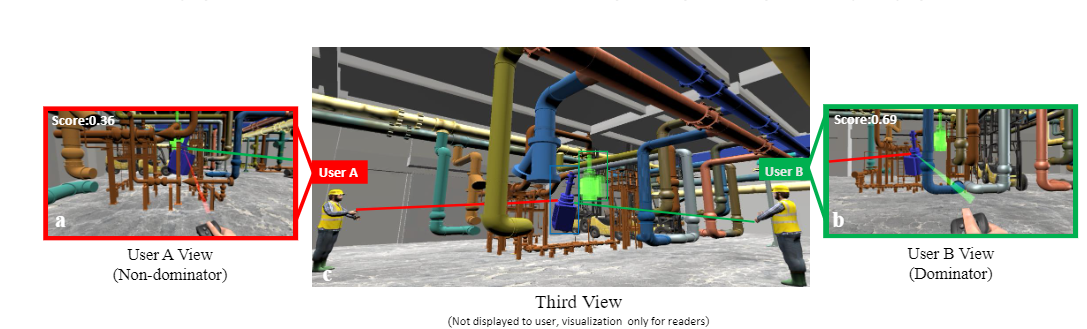 Score:0.36
User A
User B
Score:0.69
a
c
b
User A View
(Non-dominator)
Third View
(Not displayed to user, visualization only for readers)
User B View
(Dominator)